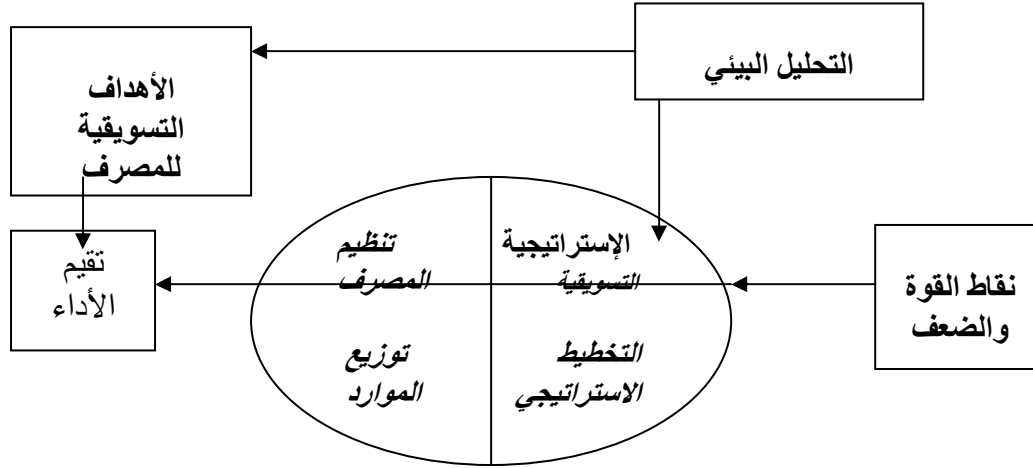 التحليل البيئي
الأهداف
التسويقية
للمصرف
الإستراتيجية
التسويقية
تنظيم
المصرف
نقاط القوة
والضعف
تقيم
الأداء
التخطيط
الاستراتيجي
توزيع
الموارد